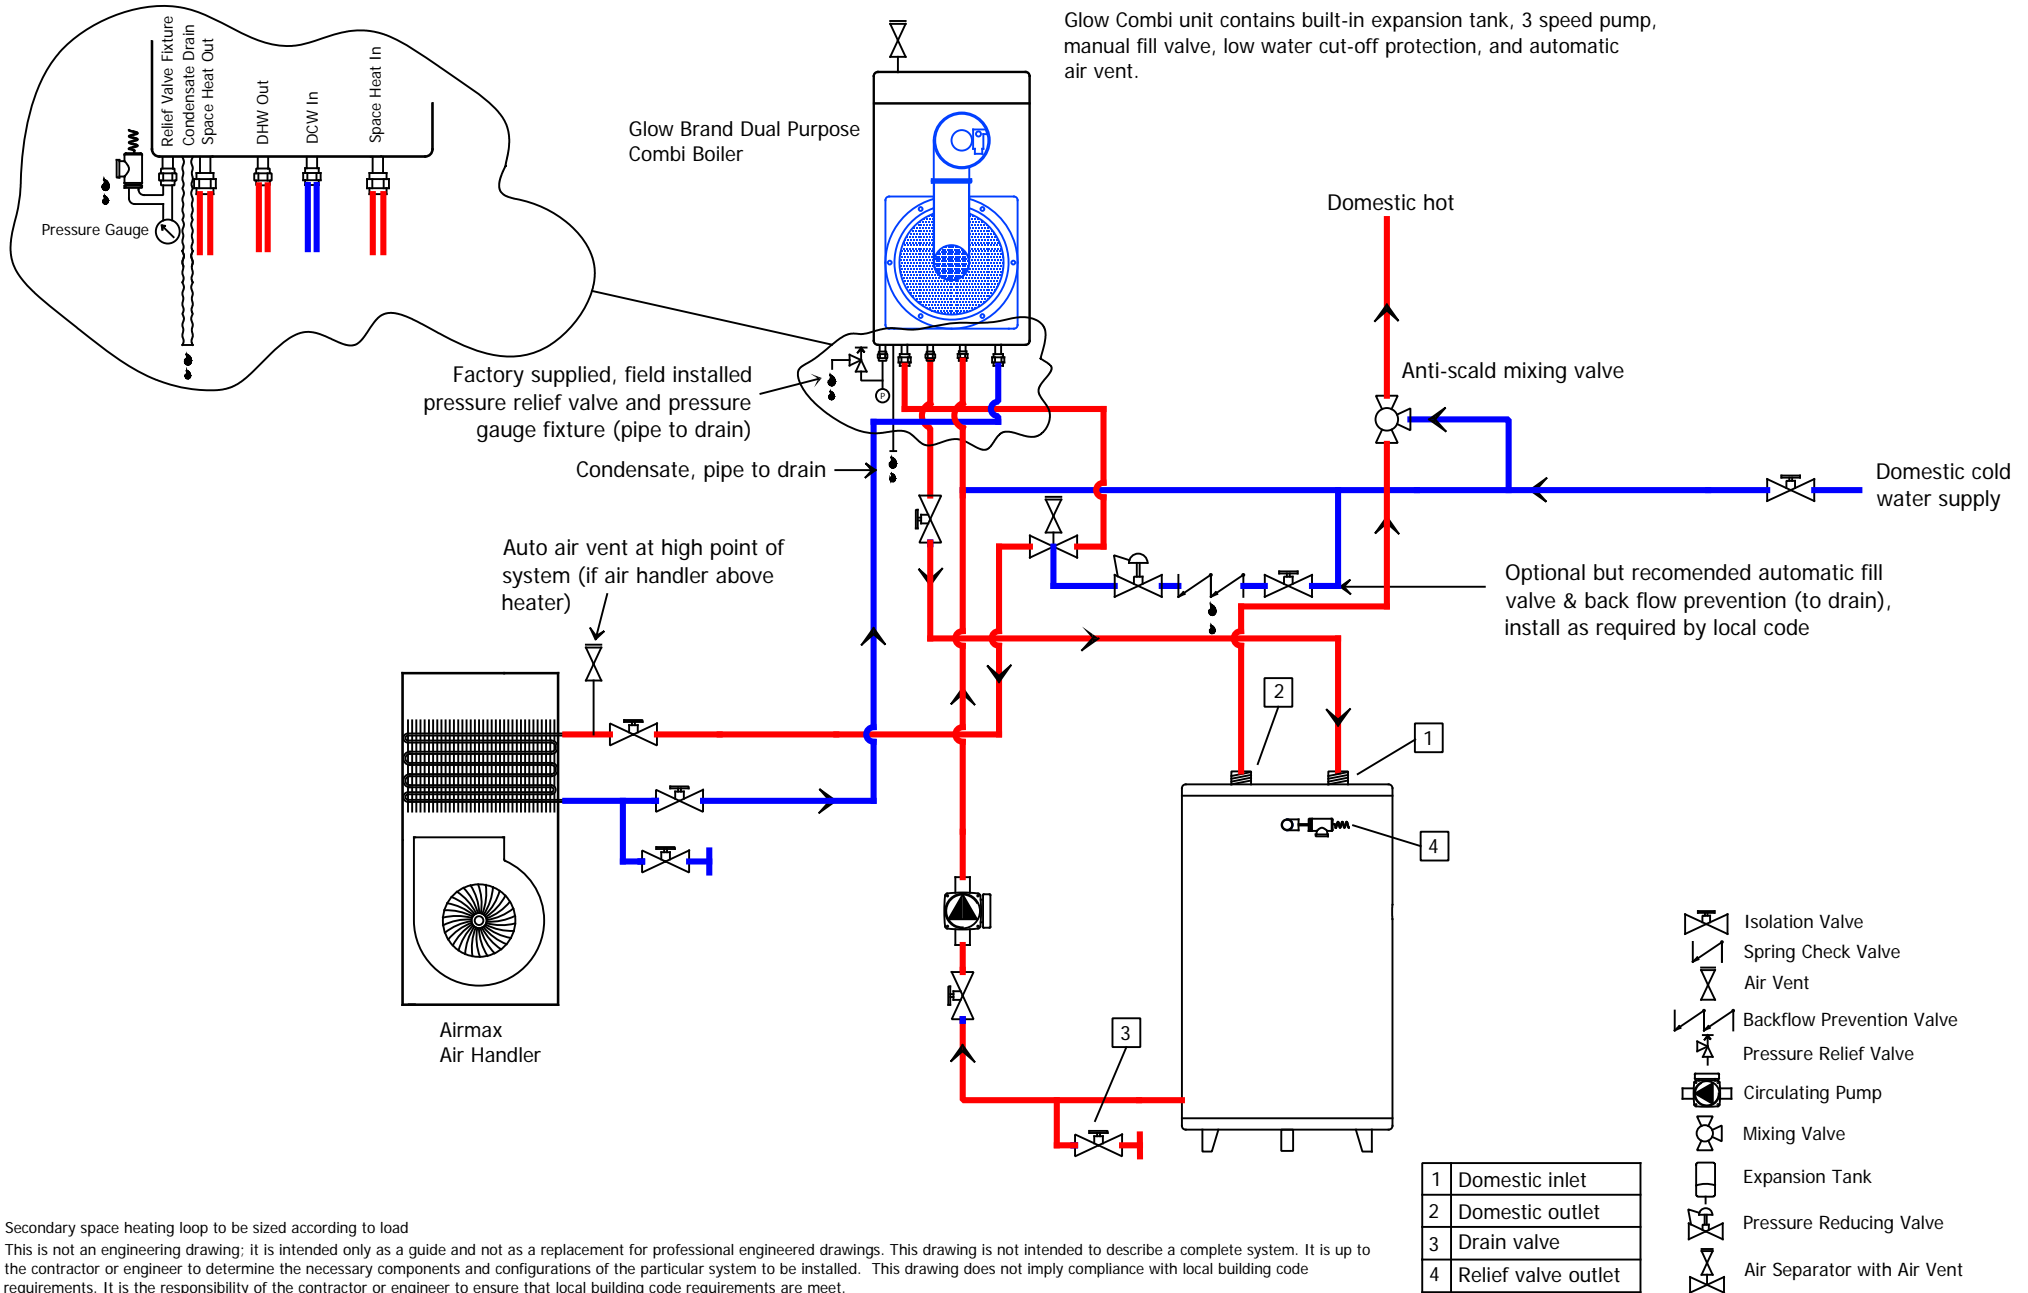 Glow Combi unit contains built-in expansion tank, 3 speed pump,
manual fill valve, low water cut-off protection, and automatic
air vent.
Relief Valve Fixture
Condensate Drain
Space Heat Out
DHW Out
DCW In
Space Heat In
Pressure Gauge
Glow Brand Dual Purpose
Combi Boiler
Domestic hot
Factory supplied, field installed
pressure relief valve and pressure
gauge fixture (pipe to drain)
P
Anti-scald mixing valve
Condensate, pipe to drain
Domestic cold
water supply
Auto air vent at high point of
system (if air handler above
heater)
Optional but recomended automatic fill
valve & back flow prevention (to drain),
install as required by local code
2
1
4
3
Airmax
Air Handler
Isolation Valve
Spring Check Valve
Air Vent
Backflow Prevention Valve
Pressure Relief Valve
Circulating Pump
Mixing Valve
Expansion Tank
Pressure Reducing Valve
Air Separator with Air Vent
1 Domestic inlet
2 Domestic outlet
3 Drain valve
4 Relief valve outlet
Secondary space heating loop to be sized according to load
This is not an engineering drawing; it is intended only as a guide and not as a replacement for professional engineered drawings. This drawing is not intended to describe a complete system. It is up to
the contractor or engineer to determine the necessary components and configurations of the particular system to be installed. This drawing does not imply compliance with local building code
requirements. It is the responsibility of the contractor or engineer to ensure that local building code requirements are meet.